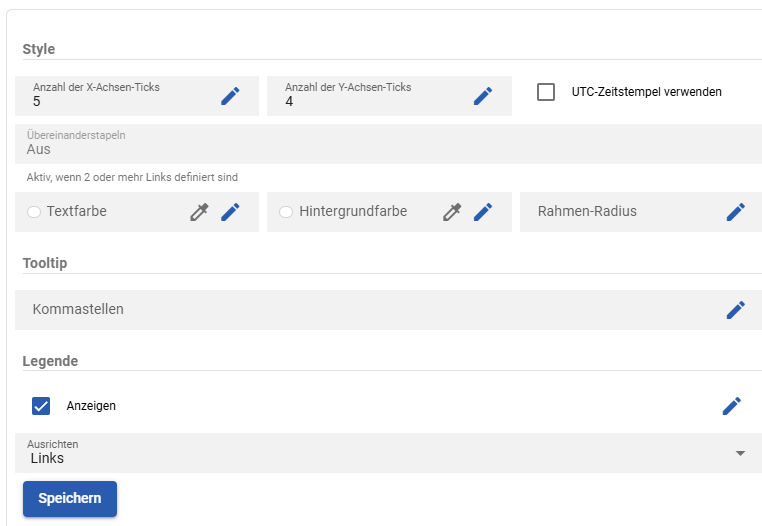 Style
Anzahl der X-Achsen-Ticks
5
Anzahl der Y-Achsen-Ticks
4
UTC-Zeitstempel verwenden
Übereinanderstapeln
Aus
Aktiv, wenn 2 oder mehr Links definiert sind
Textfarbe
Hintergrundfarbe
Rahmen-Radius
Tooltip
Kommastellen
Legende
Anzeigen
Ausrichten
Links
Speichern